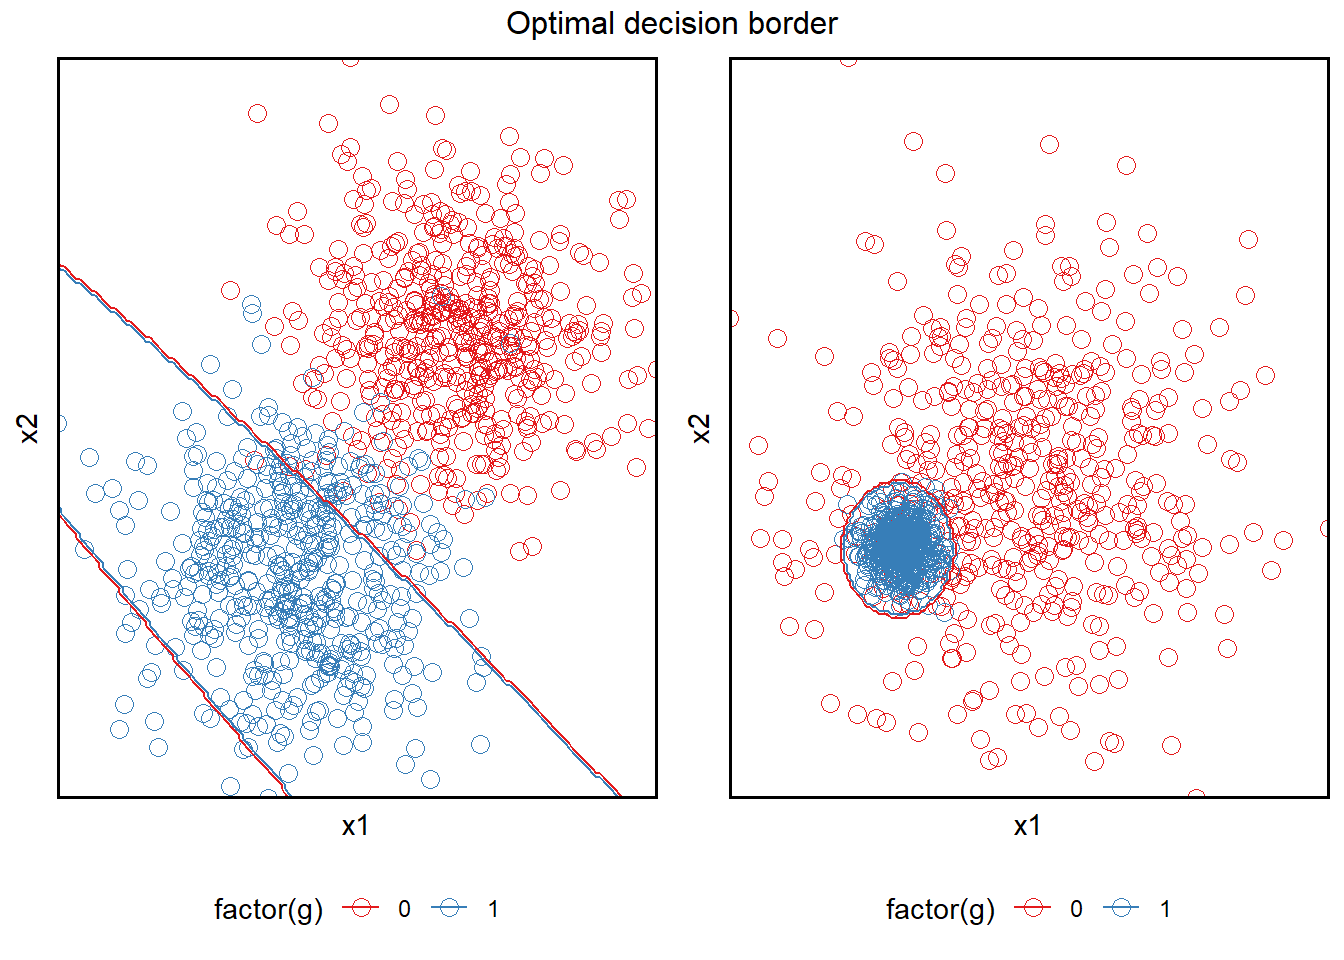 Optimal decision border
x2
x1
factor(g) 0 1
x2
x1
factor(g) 0 1